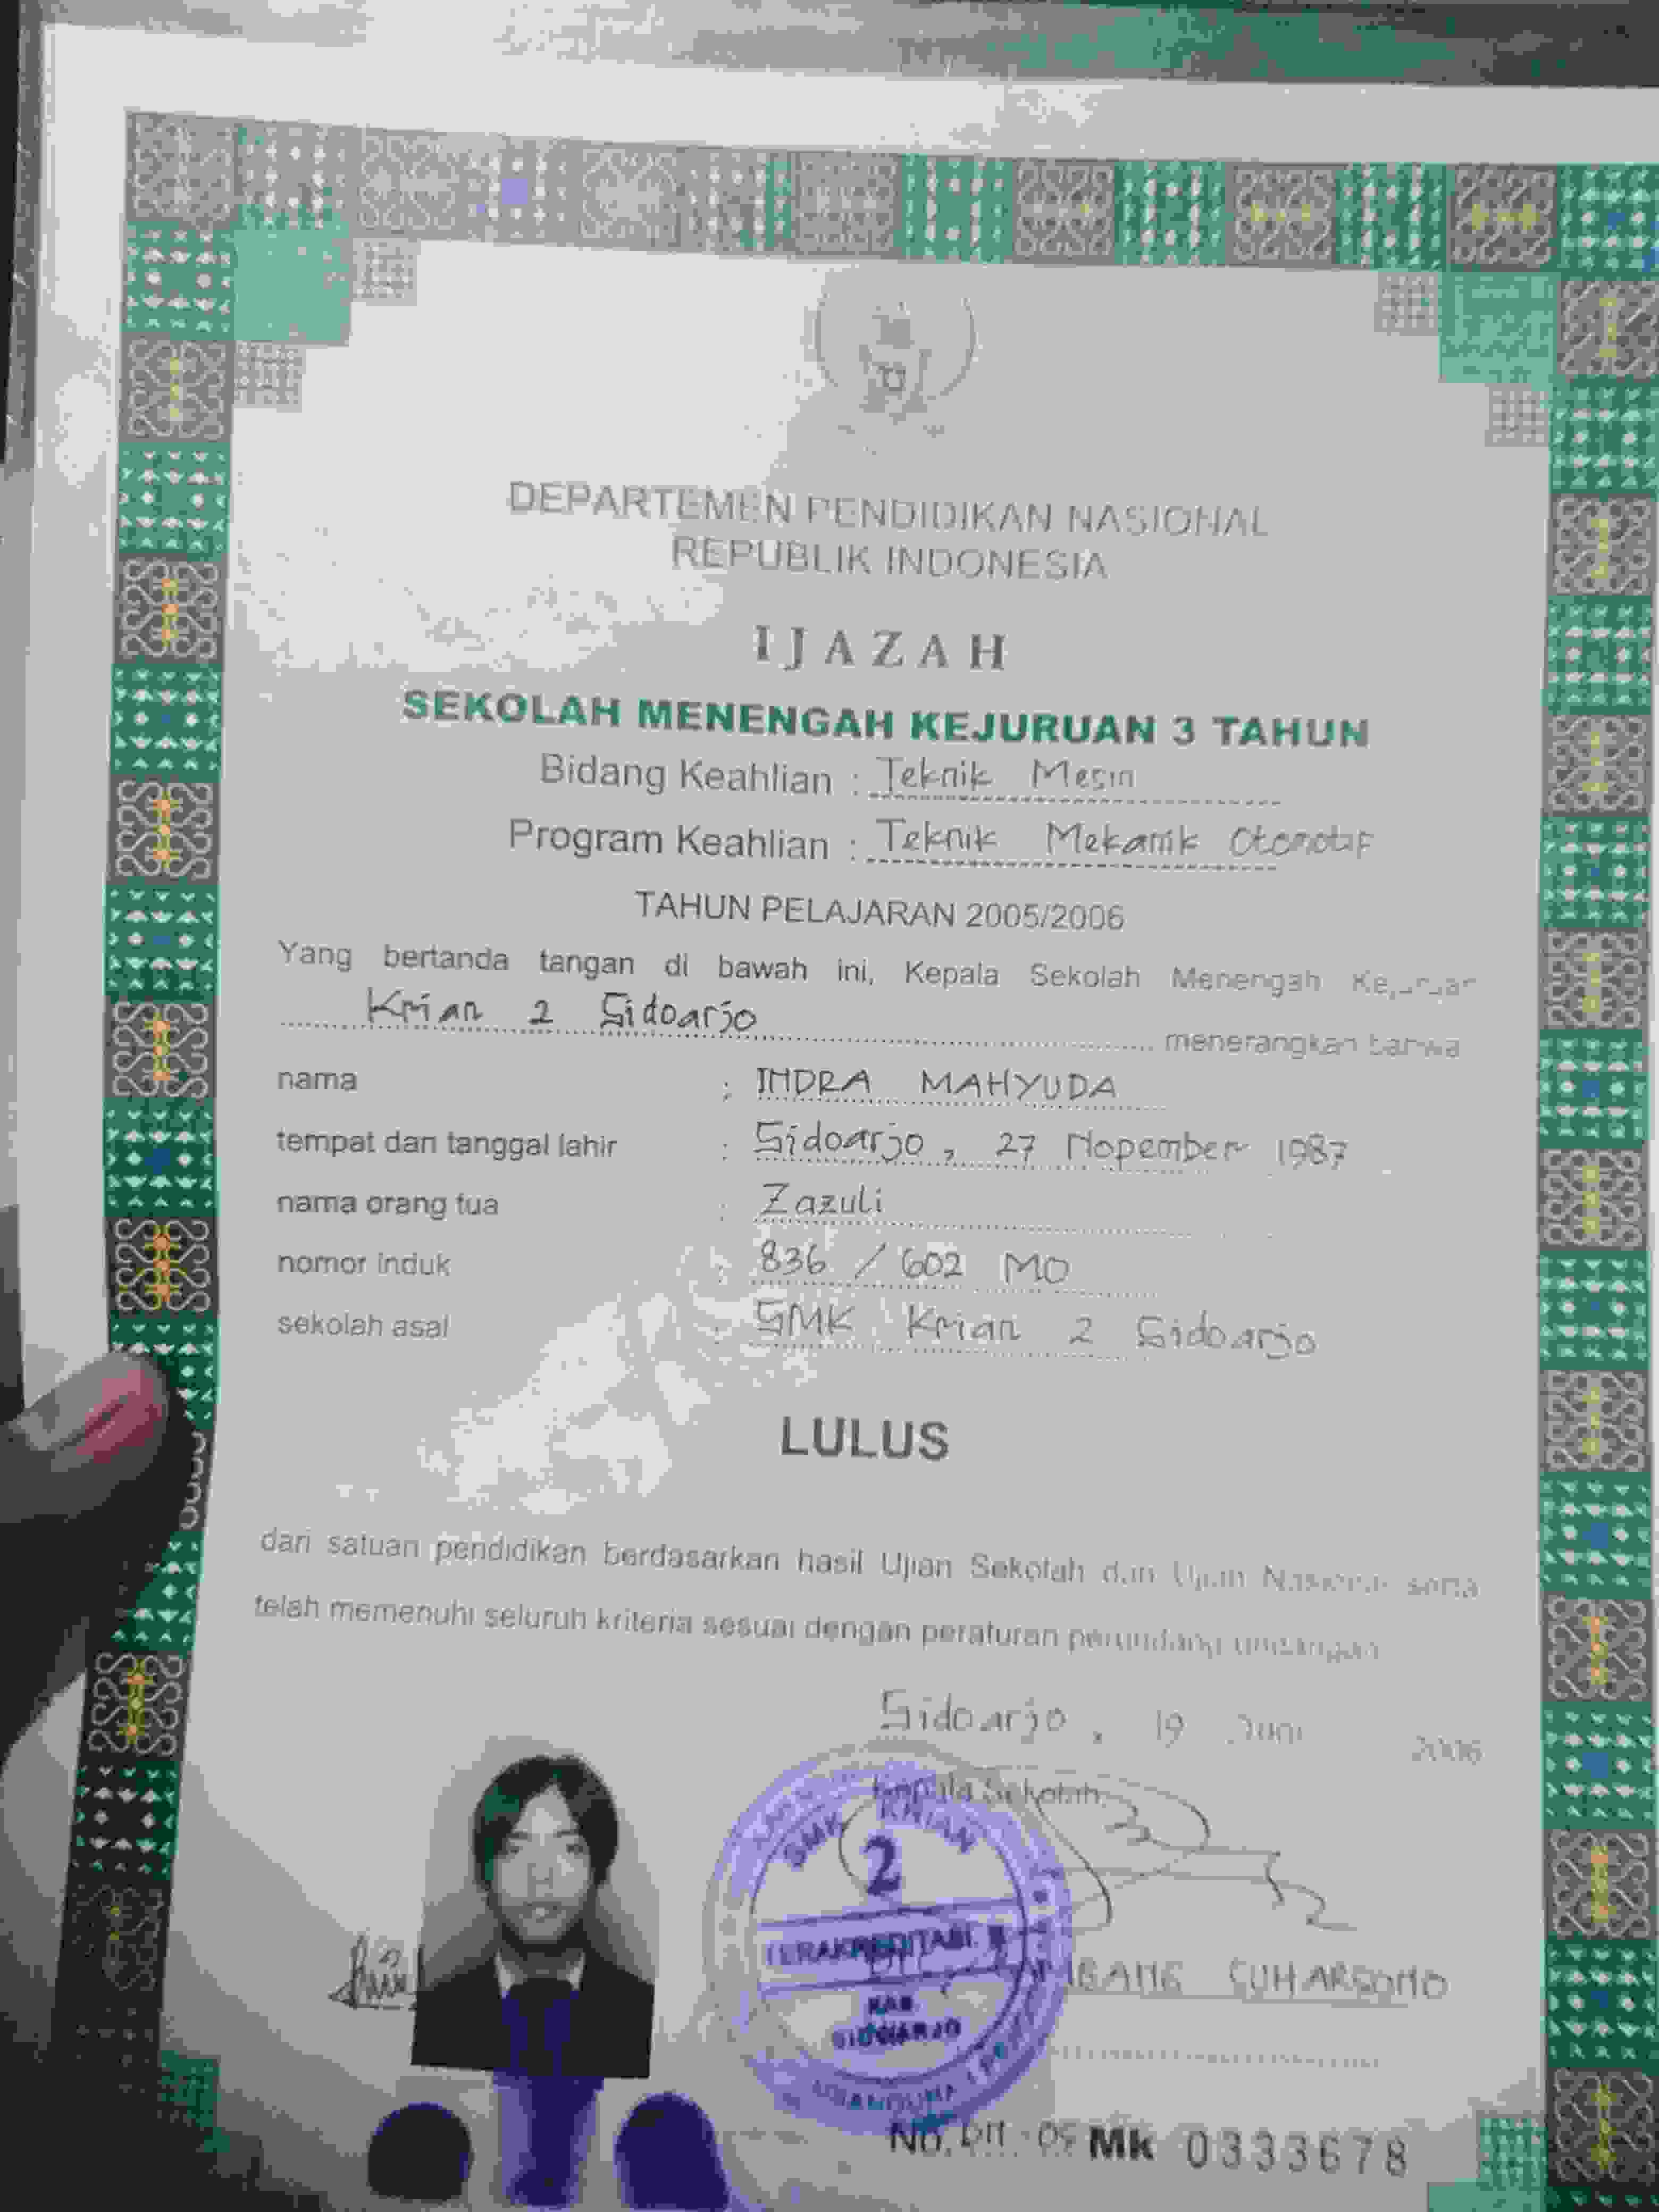 DEPARTEMEN PENDIDIKAN NASIONAL
REPUBLIK INDONESIA
IJAZAH
SEKOLAH MENENGAH KEJURUAN 3 TAHUN
Bidang Keahlian : Teknik Mesin
Program Keahlian : Teknik Mekanik Otomotif
TAHUN PELAJARAN 2005/2006
Yang bertanda tangan di bawah ini, Kepala Sekolah Menengah Kejuruan
Krian 2 Sidoarjo menerangkan bahwa
nama : INDRA MAHYUDA
tempat dan tanggal lahir : Sidoarjo, 27 Nopember 1987
nama orang tua : Zazuli
nomor induk : 836 / 602 MO
sekolah asal : SMK Krian 2 Sidoarjo
LULUS
dari satuan pendidikan berdasarkan hasil Ujian Sekolah dan Ujian Nasional serta
telah memenuhi seluruh kriteria sesuai dengan peraturan perundang undangan
Sidoarjo, 19 Juni 2006
Kepala Sekolah
SMK KRIAN
2
TERAKREDITASI
KAB
SIDOARJO
SUHARSONO
No. 05 Mk 0333678